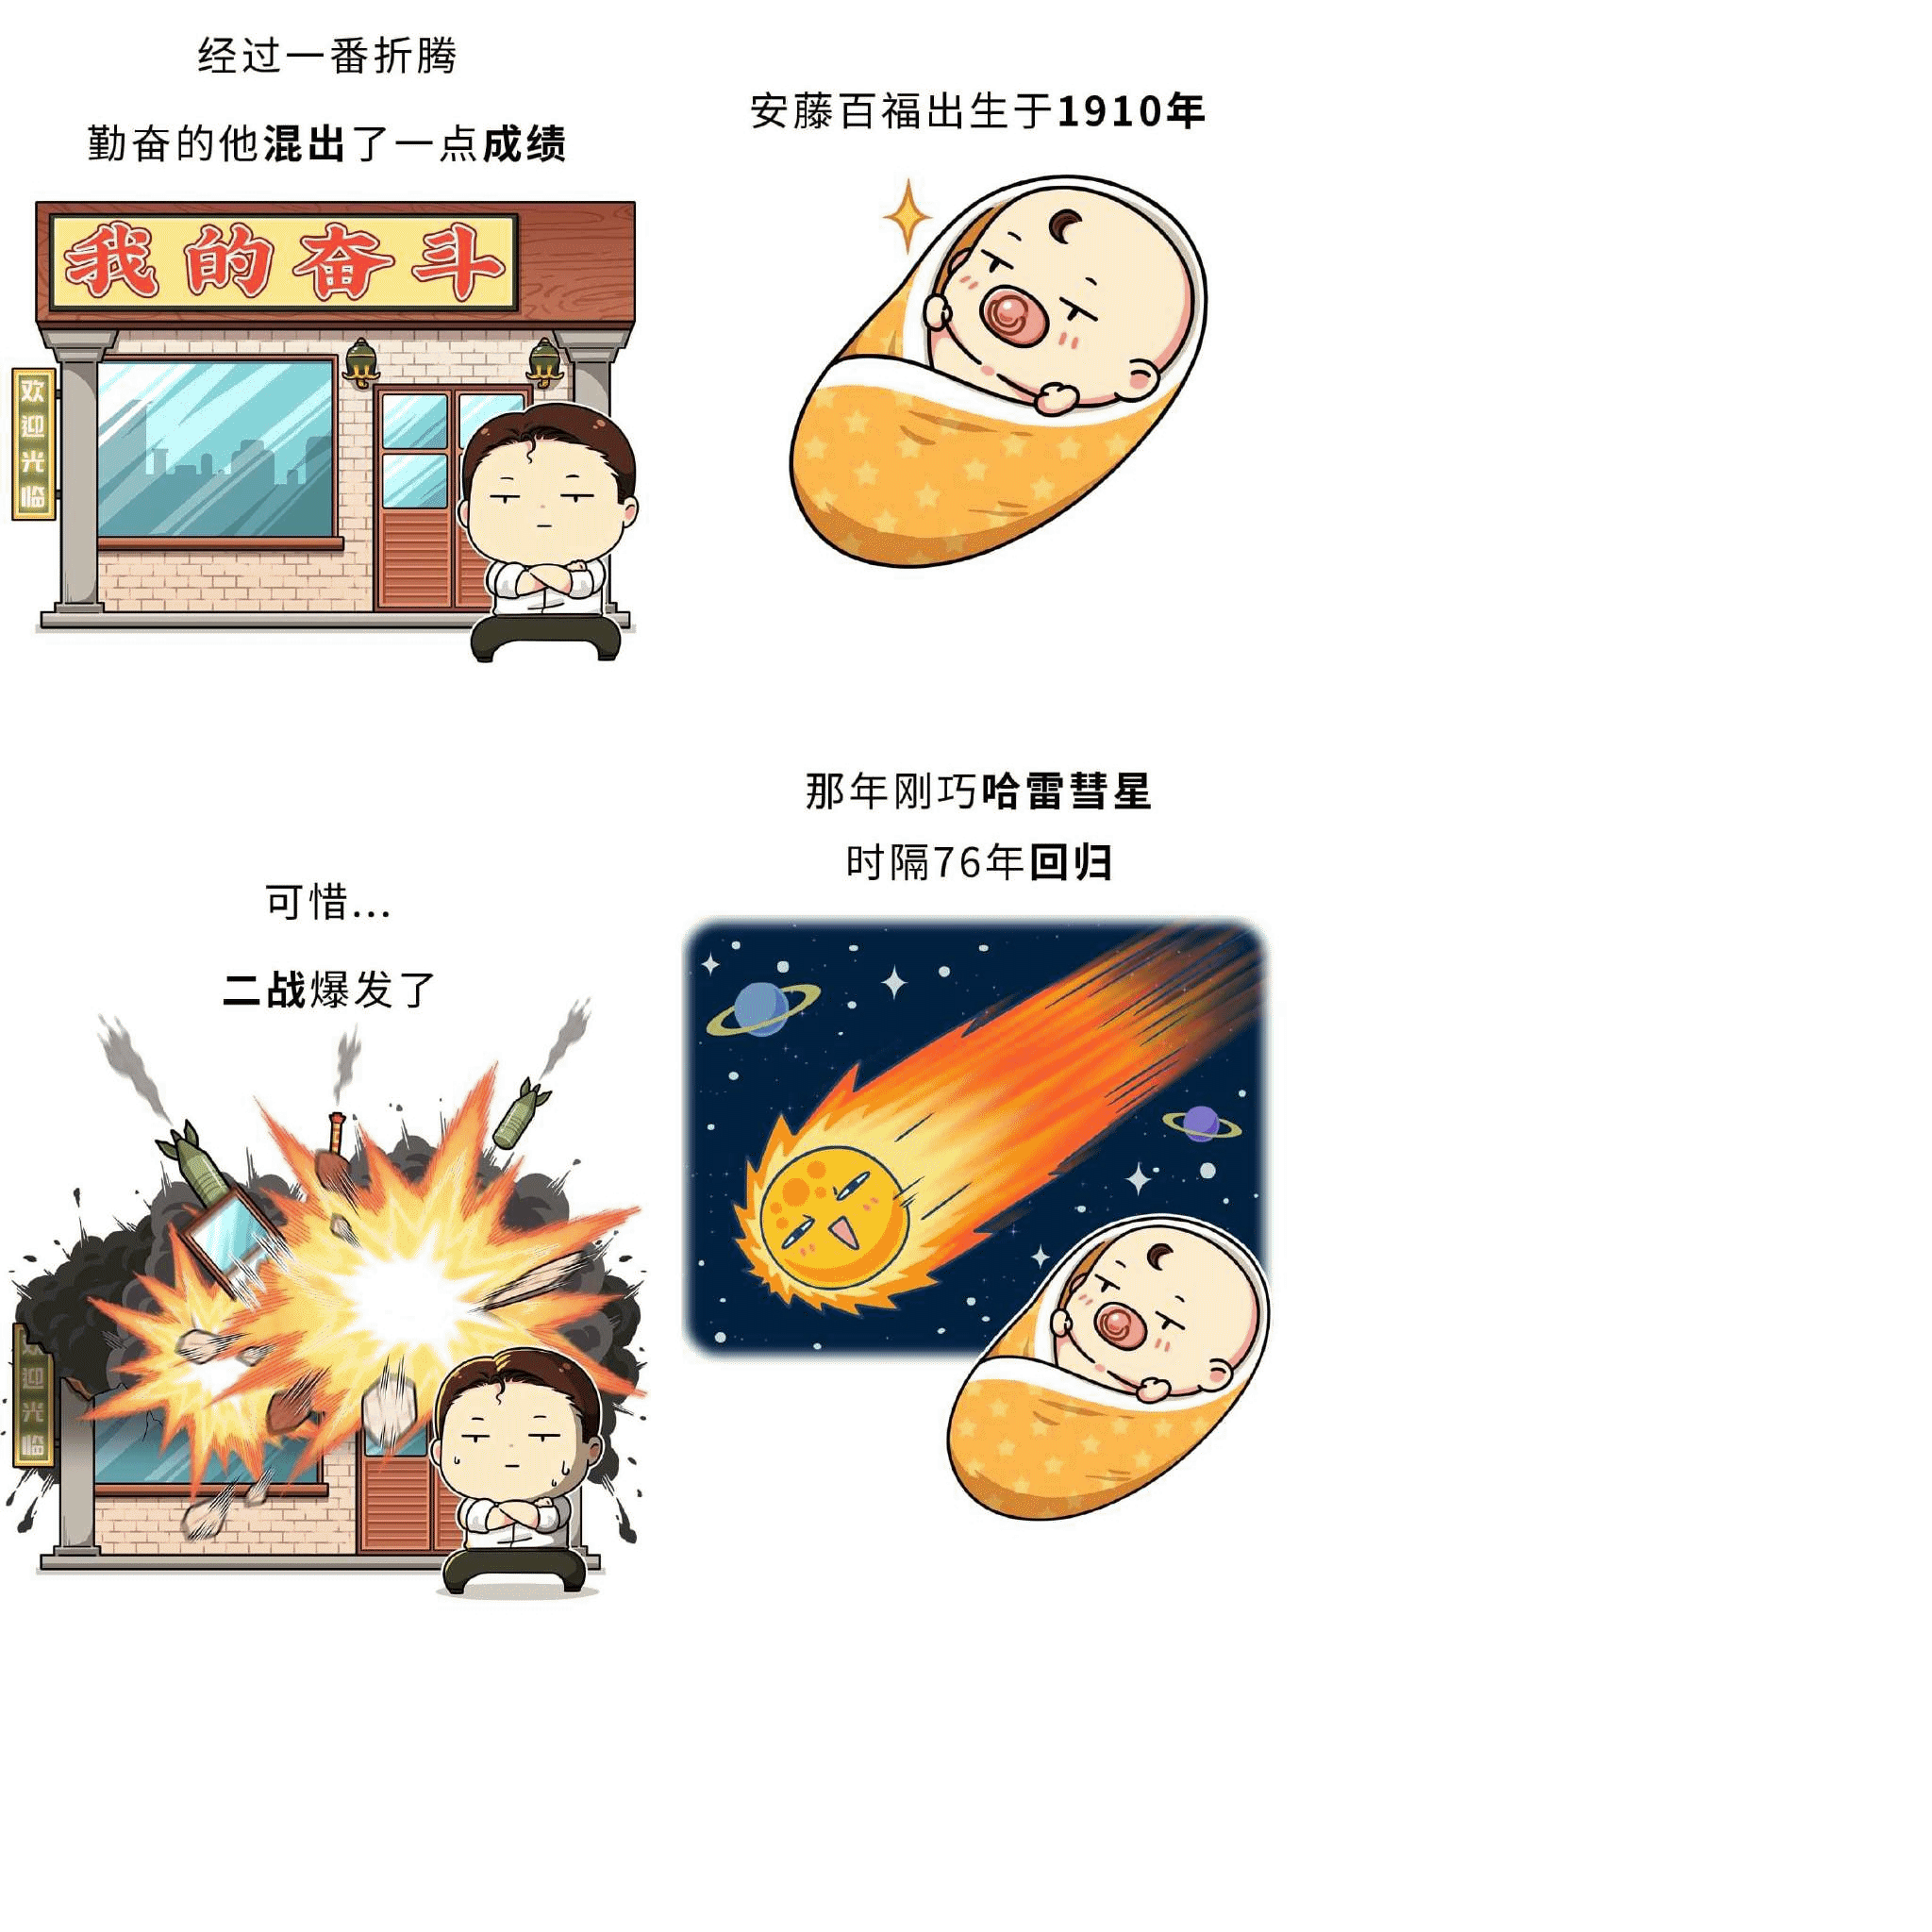 经过一番折腾
勤奋的他混出了一点成绩
我的奋斗
欢迎光临
可惜...
二战爆发了
迎光临
安藤百福出生于1910年
那年刚巧哈雷彗星
时隔76年回归